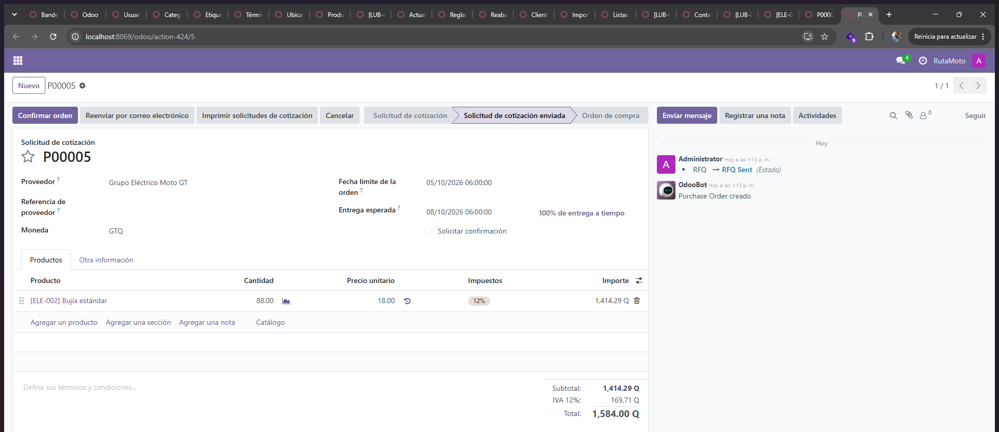 Bande
Odoo
Usuar
Categ
Etique
Términ
Ubica
Produ
[LUB-
Actual
Reglas
Reaba
Client
Impor
Listas
[LUB-
Conta
[LUB-
[ELE-0
P0000
localhost:8069/odoo/action-424/5
9
Reinicia para actualizar
4
RutaMoto
A
Nuevo
P00005
1 / 1
Confirmar orden
Reenviar por correo electrónico
Imprimir solicitudes de cotización
Cancelar
Solicitud de cotización
Solicitud de cotización enviada
Orden de compra
Enviar mensaje
Registrar una nota
Actividades
0
Seguir
Solicitud de cotización
P00005
Proveedor ?
Grupo Eléctrico Moto GT
Referencia de
proveedor ?
Moneda
GTQ
Fecha límite de la
orden ?
05/10/2026 06:00:00
Entrega esperada ?
08/10/2026 06:00:00
100% de entrega a tiempo
Solicitar confirmación
Productos
Otra información
Producto
Cantidad
Precio unitario
Impuestos
Importe
[ELE-002] Bujía estándar
88.00
18.00
12%
1,414.29 Q
Agregar un producto
Agregar una sección
Agregar una nota
Catálogo
Defina sus términos y condiciones...
Subtotal: 1,414.29 Q
IVA 12%: 169.71 Q
Total: 1,584.00 Q
Hoy
A
Administrator Hoy a las 1:13 p. m.
• RFQ → RFQ Sent (Estado)
OdooBot Hoy a las 1:13 p. m.
Purchase Order creado